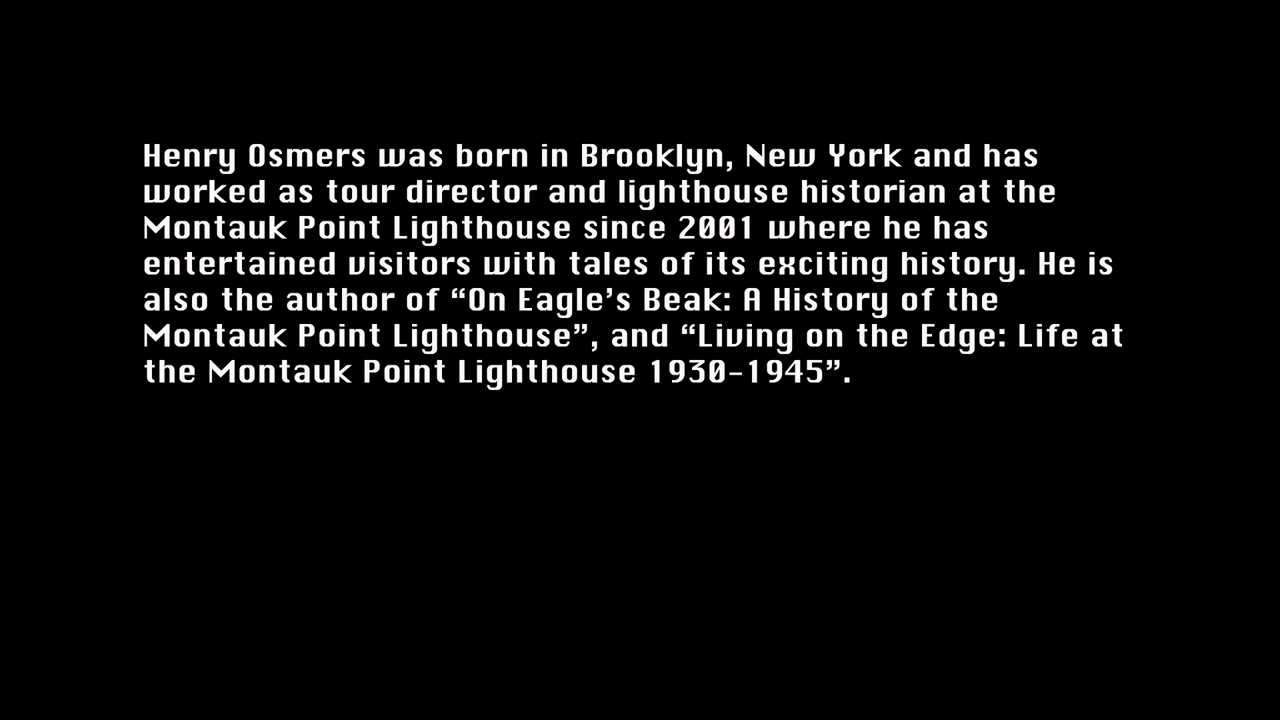 Henry Osmers was born in Brooklyn, New York and has
worked as tour director and lighthouse historian at the
Montauk Point Lighthouse since 2001 where he has
entertained visitors with tales of its exciting history. He is
also the author of “On Eagle’s Beak: A History of the
Montauk Point Lighthouse”, and “Living on the Edge: Life at
the Montauk Point Lighthouse 1930-1945”.